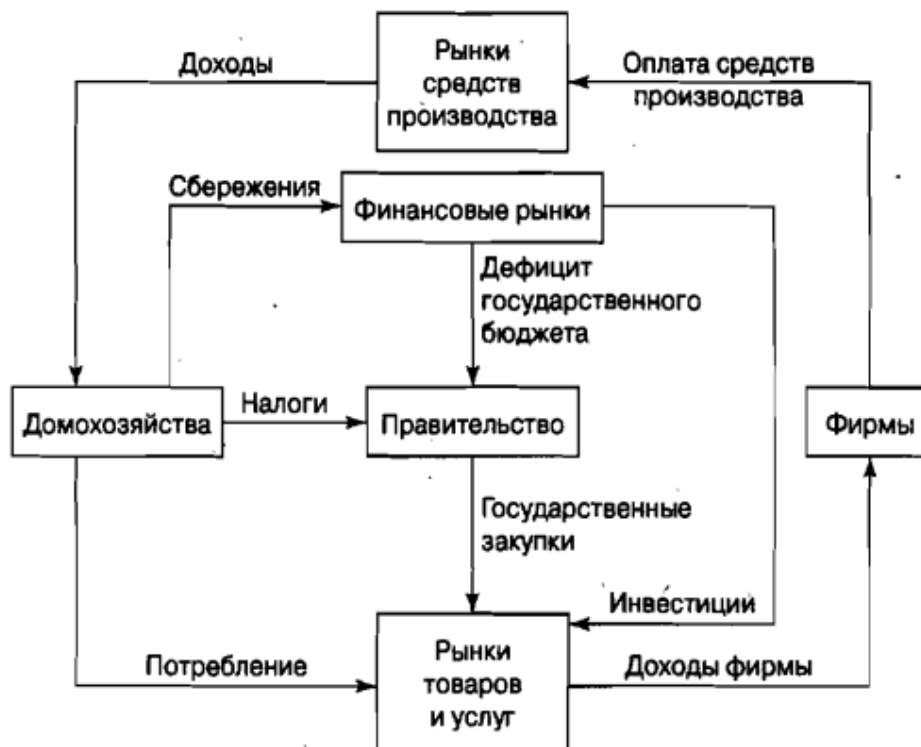 Доходы
Рынки
средств
производства
Оплата средств
производства
Сбережения
Финансовые рынки
Дефицит
государственного
бюджета
Домохозяйства
Налоги
Правительство
Фирмы
Государственные
закупки
Инвестиции
Потребление
Рынки
товаров
и услуг
Доходы фирмы